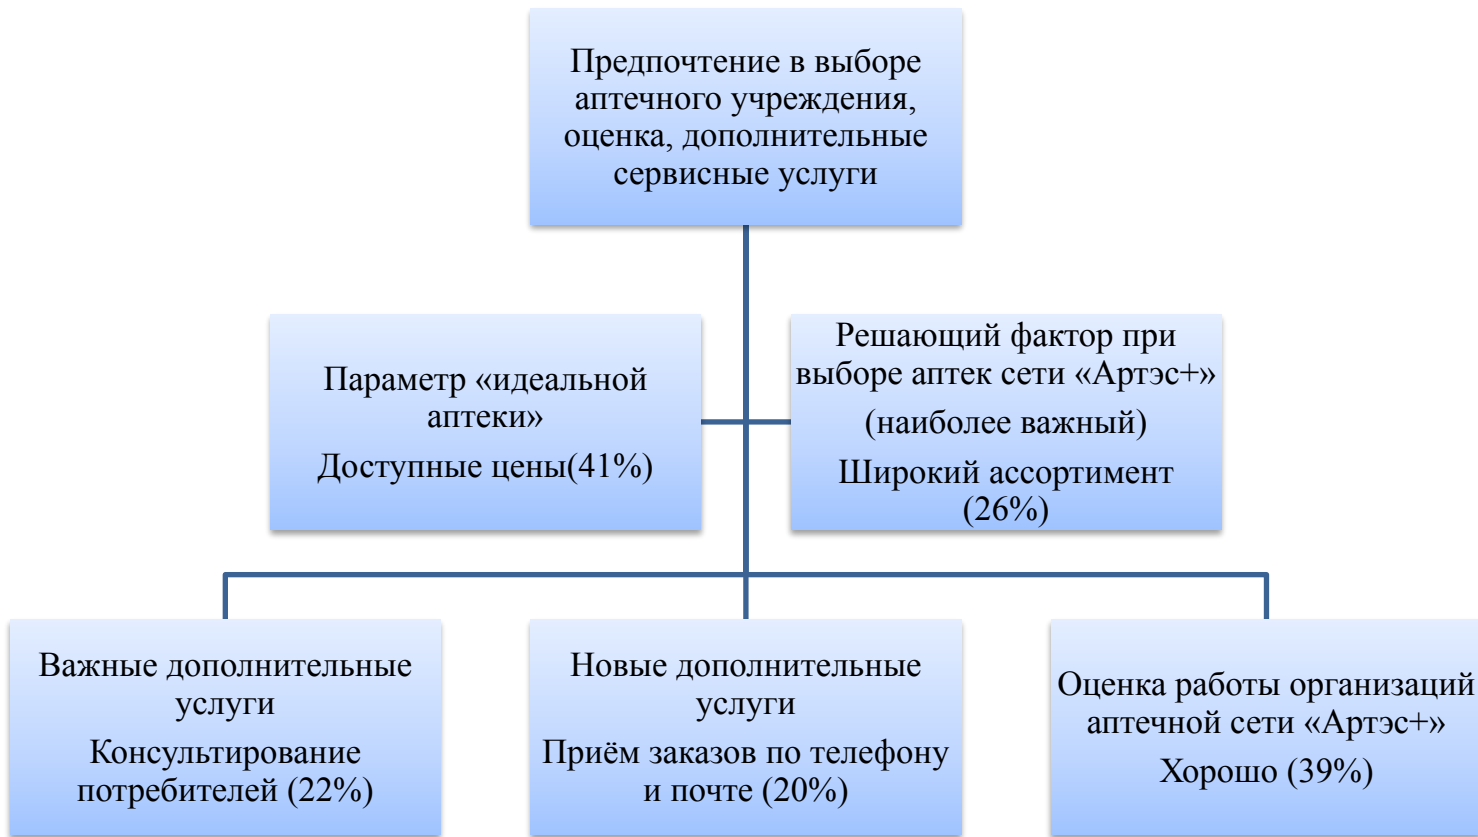 Предпочтение в выборе
аптечного учреждения,
оценка, дополнительные
сервисные услуги
Параметр «идеальной
аптеки»
Доступные цены(41%)
Решающий фактор при
выборе аптек сети «Артэс+»
(наиболее важный)
Широкий ассортимент
(26%)
Важные дополнительные
услуги
Консультирование
потребителей (22%)
Новые дополнительные
услуги
Приём заказов по телефону
и почте (20%)
Оценка работы организаций
аптечной сети «Артэс+»
Хорошо (39%)